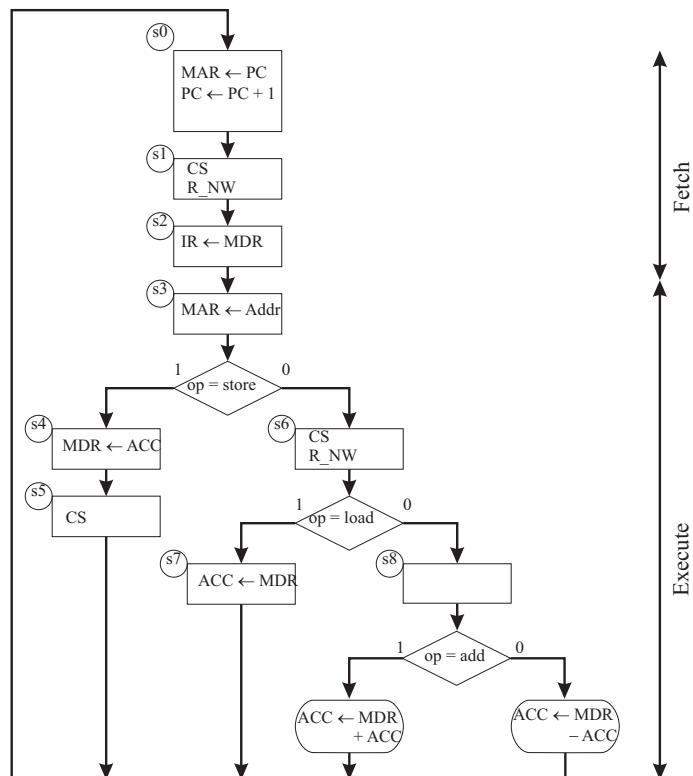 s0
MAR ← PC
PC ← PC + 1
s1
CS
R_NW
s2
IR ← MDR
s3
MAR ← Addr
Fetch
1
0
op = store
s4
MDR ← ACC
s6
CS
R_NW
s5
CS
1
0
op = load
s7
ACC ← MDR
s8
Execute
1
0
op = add
ACC ← MDR
+ ACC
ACC ← MDR
– ACC